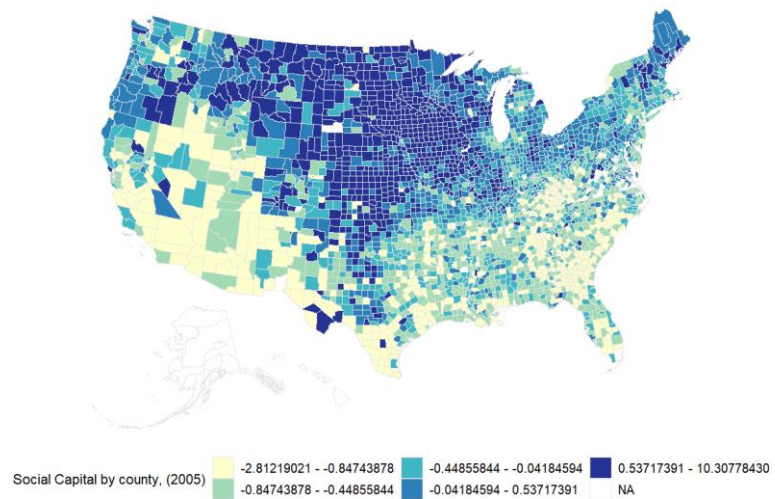 Social Capital by county, (2005)
-2.81219021 - -0.84743878
-0.84743878 - -0.44855844
-0.44855844 - -0.04184594
-0.04184594 - 0.53717391
0.53717391 - 10.30778430
NA